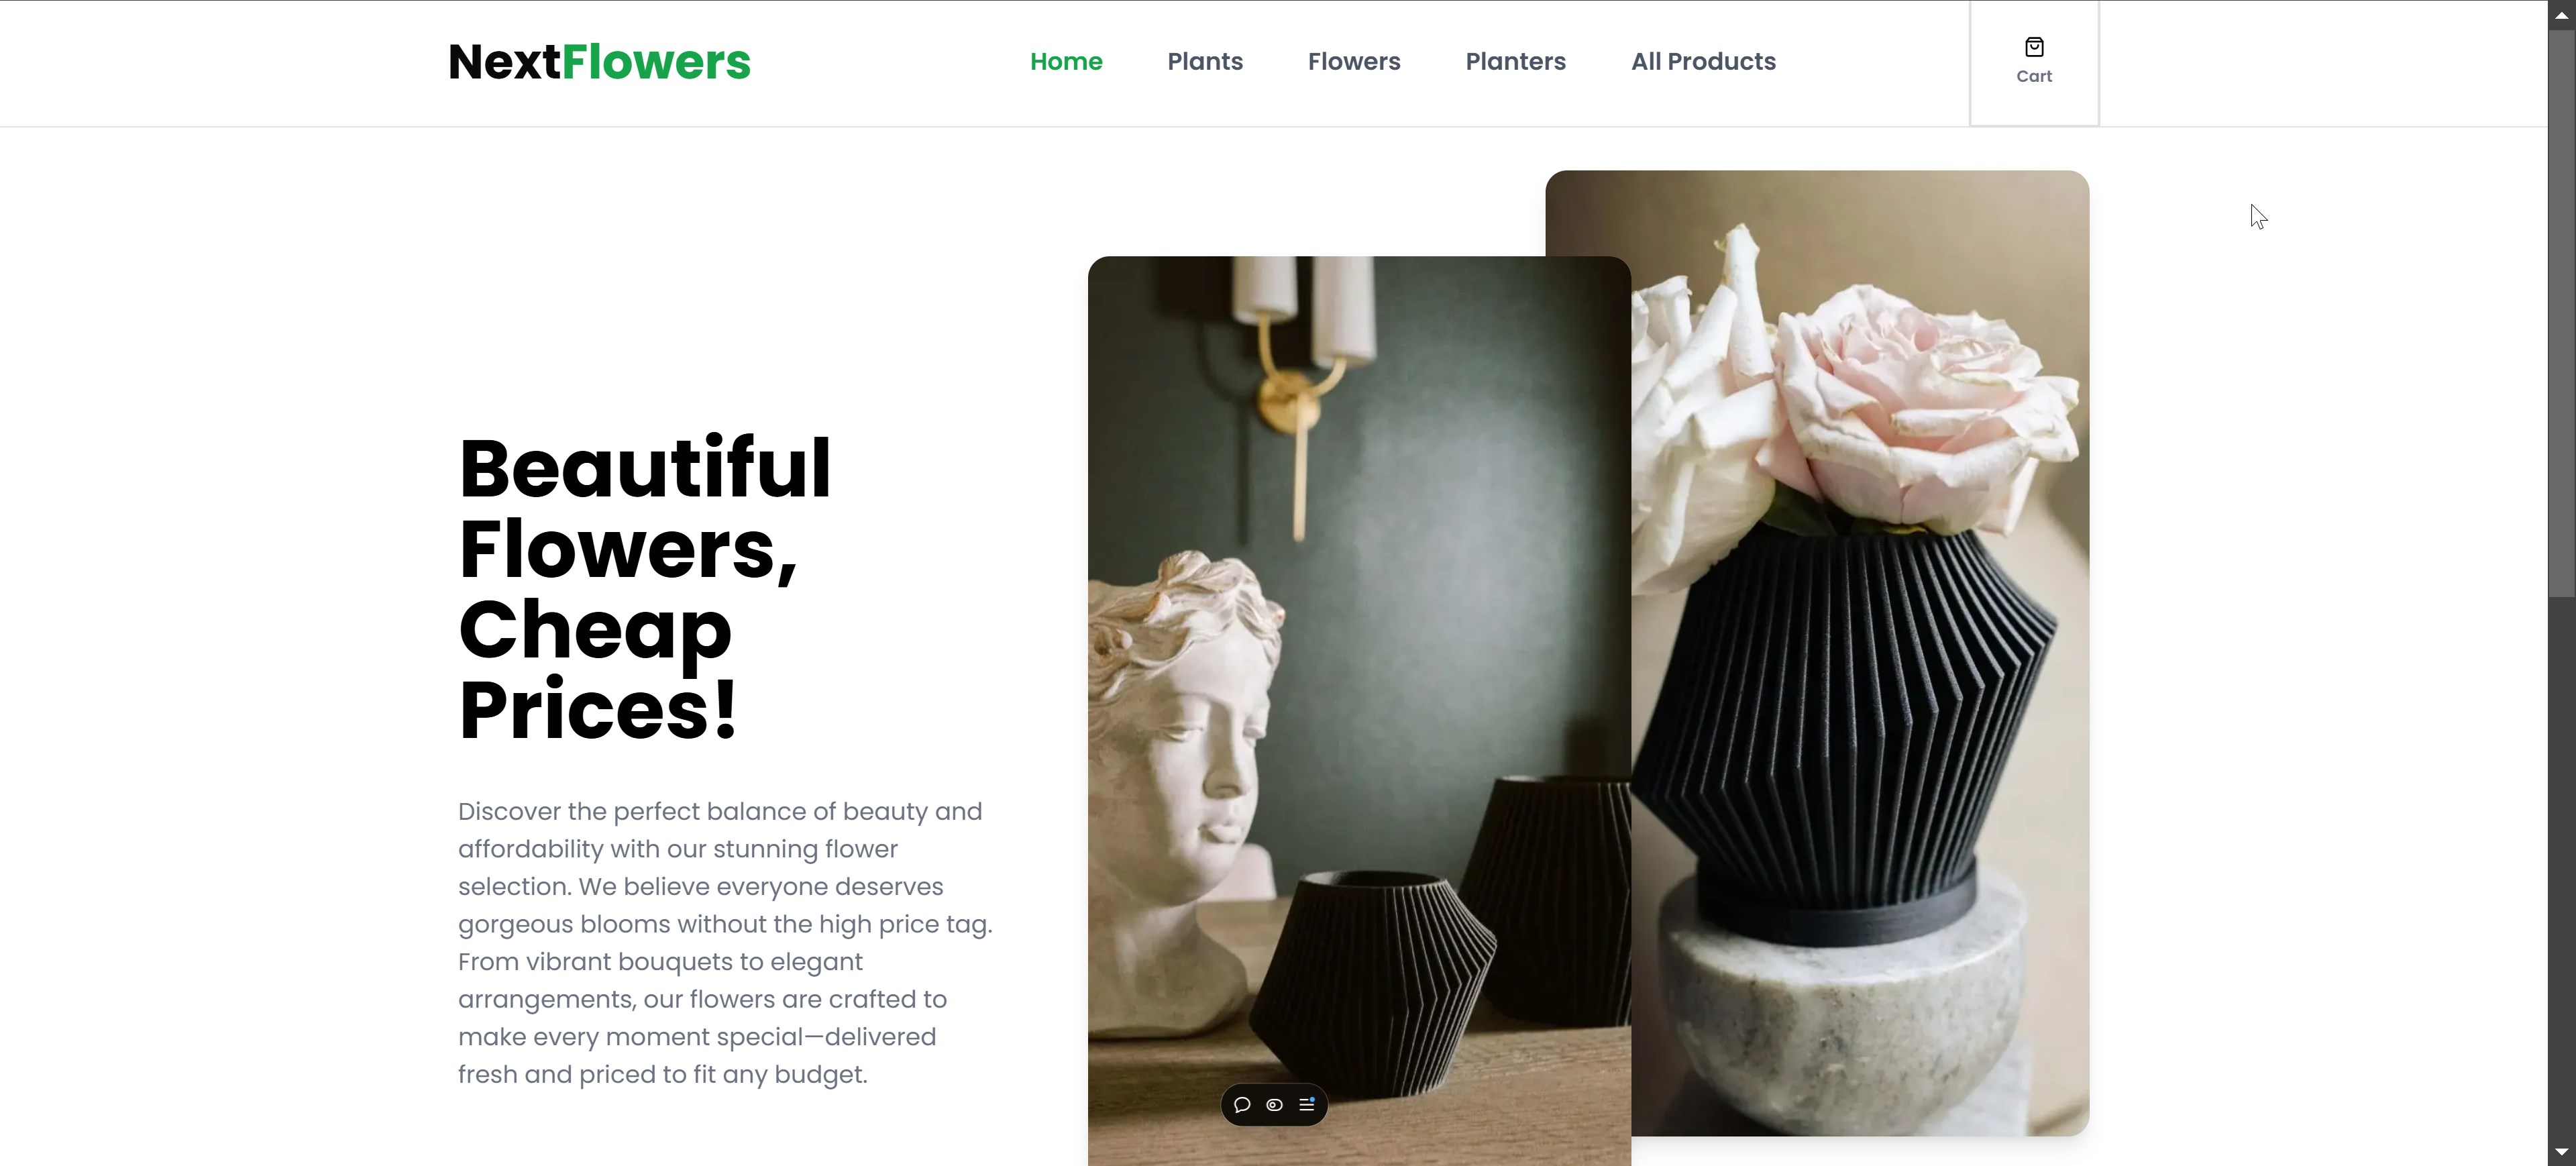 NextFlowers
Home
Plants
Flowers
Planters
All Products
Cart
Beautiful
Flowers,
Cheap
Prices!
Discover the perfect balance of beauty and
affordability with our stunning flower
selection. We believe everyone deserves
gorgeous blooms without the high price tag.
From vibrant bouquets to elegant
arrangements, our flowers are crafted to
make every moment special—delivered
fresh and priced to fit any budget.